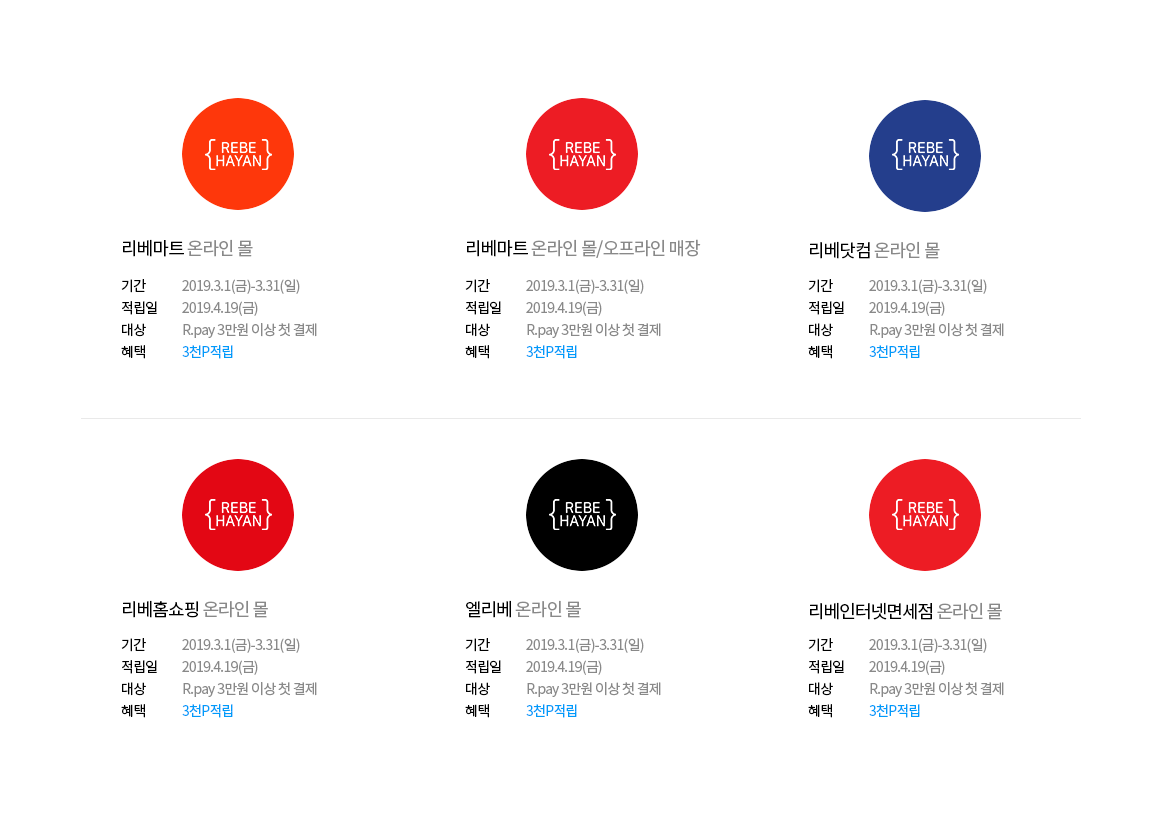 {REBE
HAYAN}
리베마트 온라인 몰
기간 2019.3.1(금)-3.31(일)
적립일 2019.4.19(금)
대상 R.pay 3만원 이상 첫 결제
혜택 3천P적립
{REBE
HAYAN}
리베마트 온라인 몰/오프라인 매장
기간 2019.3.1(금)-3.31(일)
적립일 2019.4.19(금)
대상 R.pay 3만원 이상 첫 결제
혜택 3천P적립
{REBE
HAYAN}
리베닷컴 온라인 몰
기간 2019.3.1(금)-3.31(일)
적립일 2019.4.19(금)
대상 R.pay 3만원 이상 첫 결제
혜택 3천P적립
{REBE
HAYAN}
리베홈쇼핑 온라인 몰
기간 2019.3.1(금)-3.31(일)
적립일 2019.4.19(금)
대상 R.pay 3만원 이상 첫 결제
혜택 3천P적립
{REBE
HAYAN}
엘리베 온라인 몰
기간 2019.3.1(금)-3.31(일)
적립일 2019.4.19(금)
대상 R.pay 3만원 이상 첫 결제
혜택 3천P적립
{REBE
HAYAN}
리베인터넷면세점 온라인 몰
기간 2019.3.1(금)-3.31(일)
적립일 2019.4.19(금)
대상 R.pay 3만원 이상 첫 결제
혜택 3천P적립